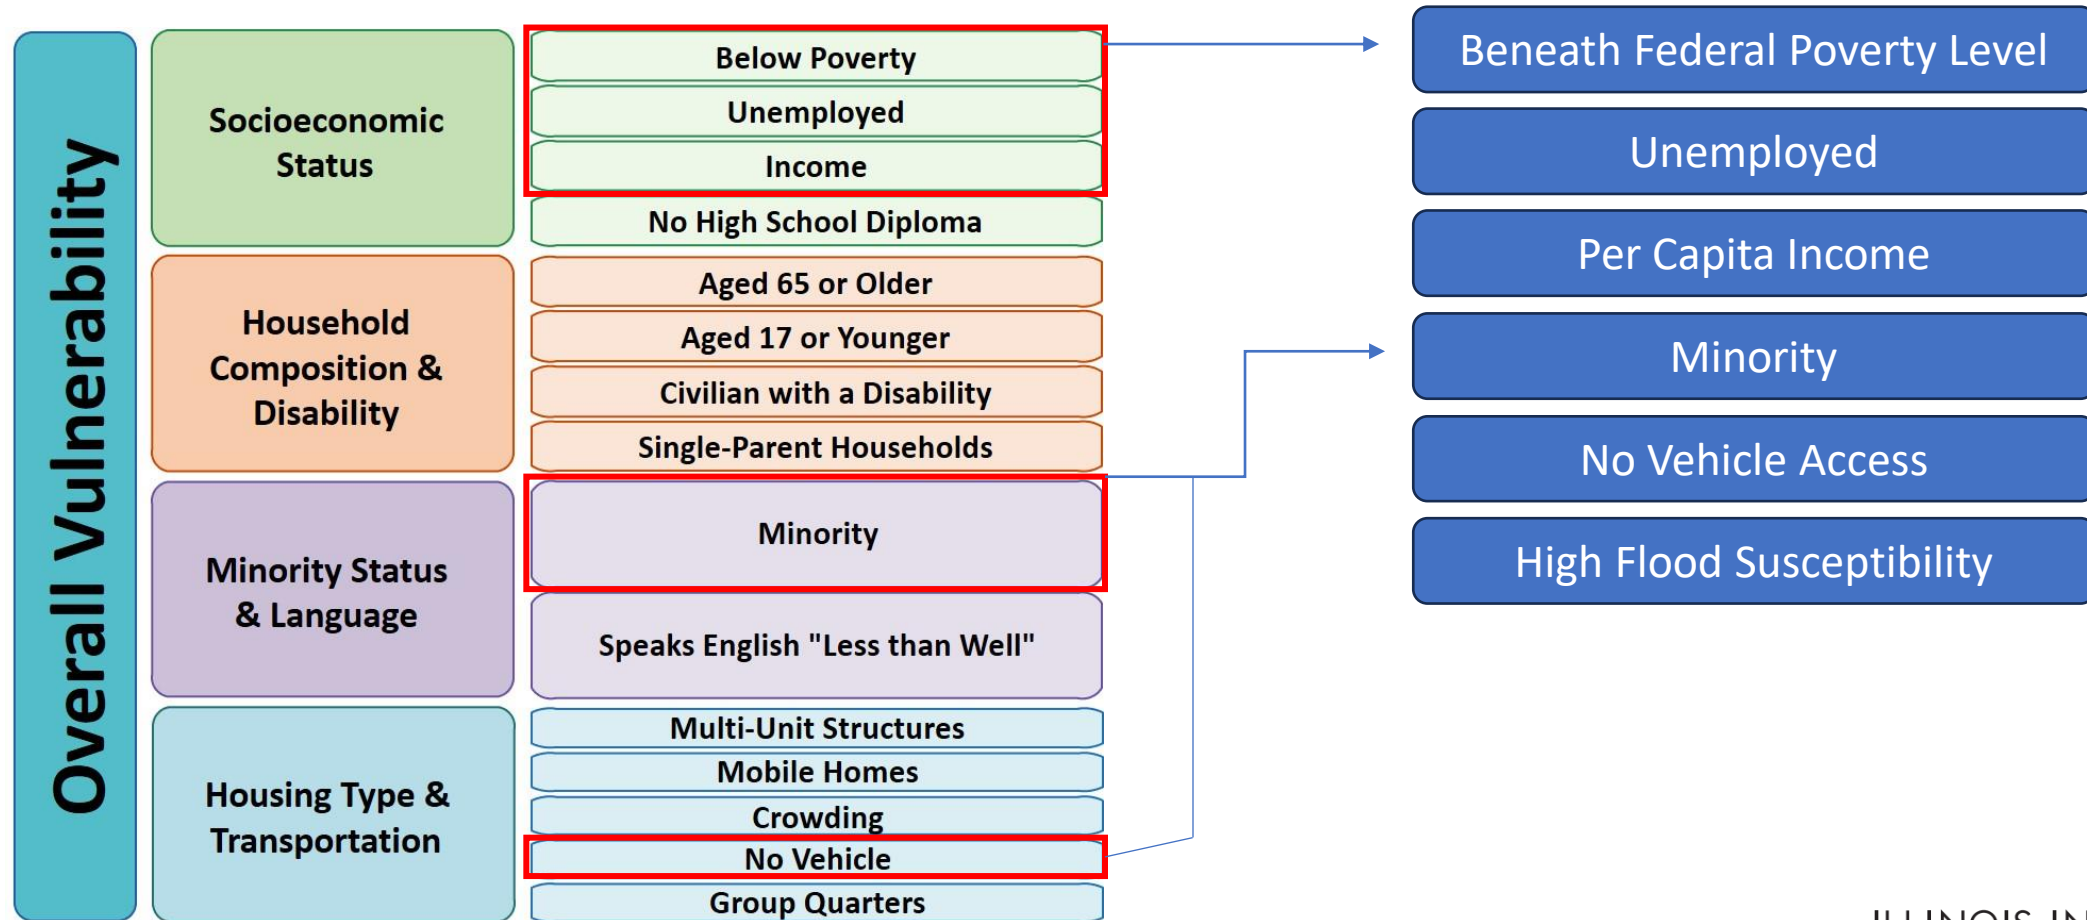 Overall Vulnerability
Socioeconomic
Status
Below Poverty
Unemployed
Income
No High School Diploma
Household
Composition &
Disability
Aged 65 or Older
Aged 17 or Younger
Civilian with a Disability
Single-Parent Households
Minority Status
& Language
Minority
Speaks English "Less than Well"
Housing Type &
Transportation
Multi-Unit Structures
Mobile Homes
Crowding
No Vehicle
Group Quarters
Beneath Federal Poverty Level
Unemployed
Per Capita Income
Minority
No Vehicle Access
High Flood Susceptibility